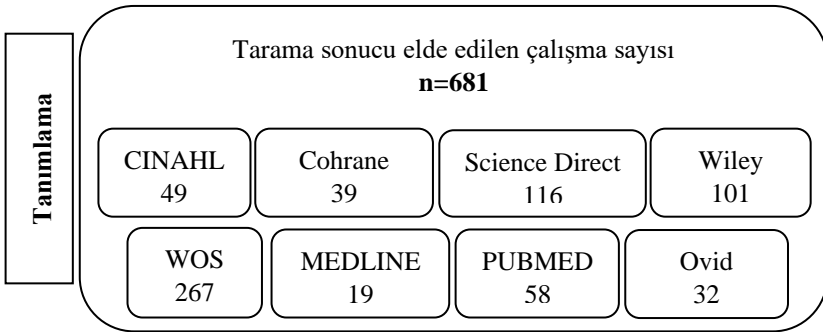 Tanımlama
Tarama sonucu elde edilen çalışma sayısı
n=681
CINAHL
49
Cohrane
39
Science Direct
116
Wiley
101
WOS
267
MEDLINE
19
PUBMED
58
Ovid
32